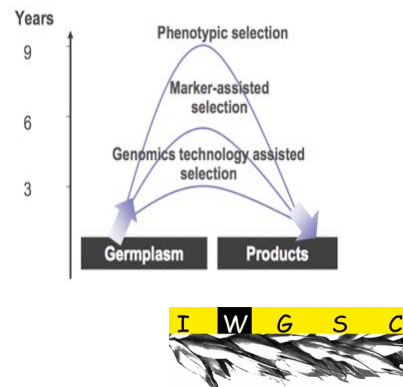 Years
Phenotypic selection
9
Marker-assisted
selection
6
Genomics technology assisted
selection
3
Germplasm Products
I W G S C